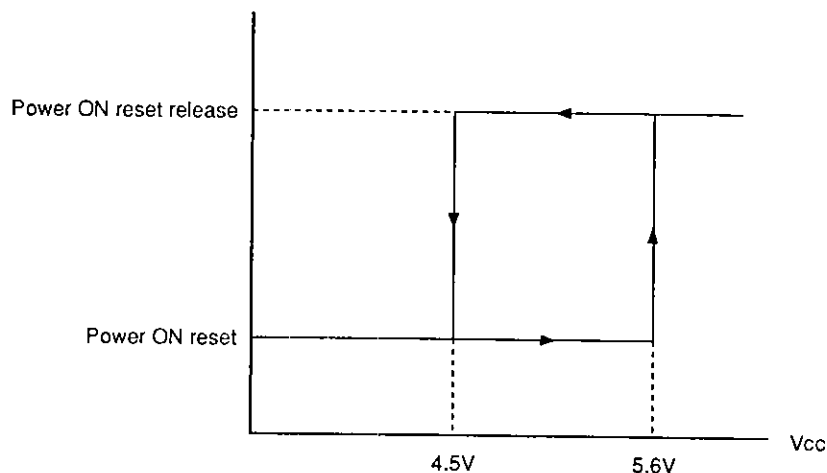 Power ON reset release
Power ON reset
Vcc
4.5V
5.6V